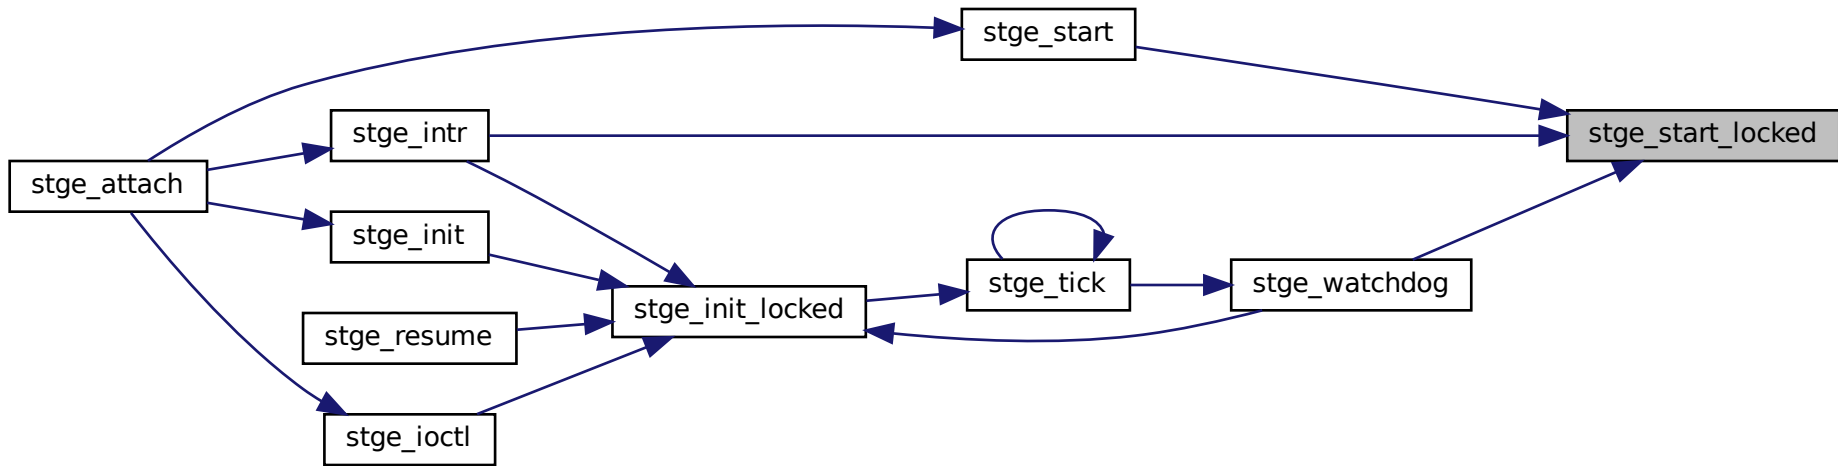 stge_start
stge_intr
stge_start_locked
stge_attach
stge_init
stge_tick
stge_watchdog
stge_init_locked
stge_resume
stge_ioctl